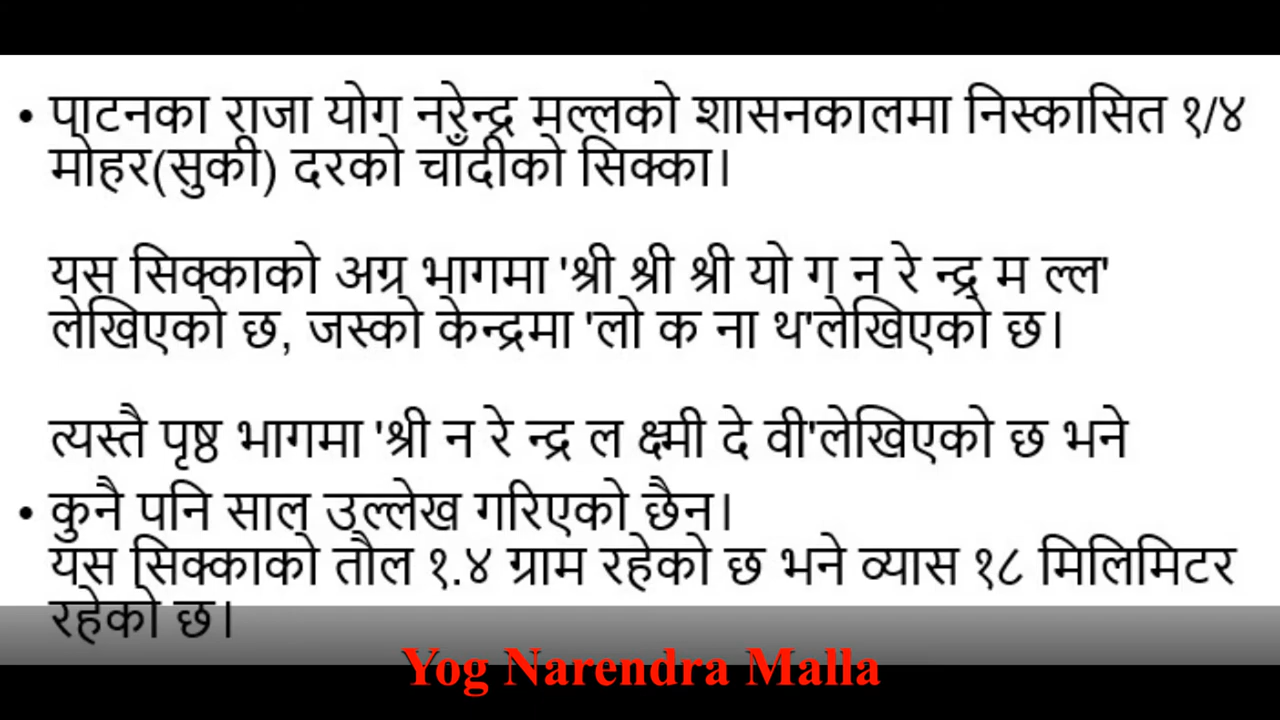 • पाटनका राजा योग नरेन्द्र मल्लको शासनकालमा निस्कासित १/४
मोहर(सुकी) दरको चाँदीको सिक्का।
यस सिक्काको अग्र भागमा 'श्री श्री श्री यो ग न रे न्द्र म ल्ल'
लेखिएको छ, जस्को केन्द्रमा 'लो क ना थ'लेखिएको छ।
त्यस्तै पृष्ठ भागमा 'श्री न रे न्द्र ल क्ष्मी दे वी'लेखिएको छ भने
• कुनै पनि साल उल्लेख गरिएको छैन।
यस सिक्काको तौल १.४ ग्राम रहेको छ भने व्यास १८ मिलिमिटर
रहेको छ।
Yog Narendra Malla